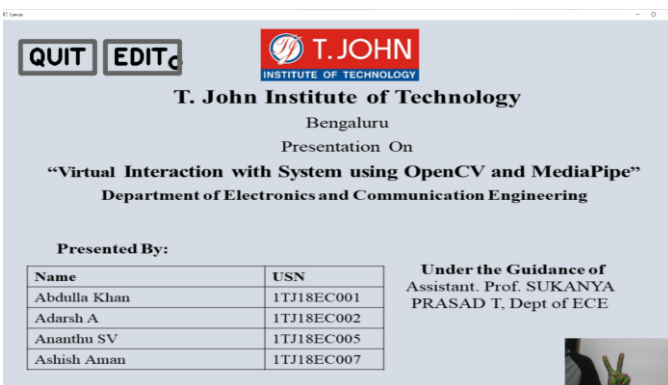 Canvas
QUIT EDIT
T. JOHN
INSTITUTE OF TECHNOLOGY
T. John Institute of Technology
Bengaluru
Presentation On
“Virtual Interaction with System using OpenCV and MediaPipe”
Department of Electronics and Communication Engineering
Presented By:
Name USN
Abdulla Khan 1TJ18EC001
Adarsh A 1TJ18EC002
Ananthu SV 1TJ18EC005
Ashish Aman 1TJ18EC007
Under the Guidance of
Assistant. Prof. SUKANYA
PRASAD T, Dept of ECE